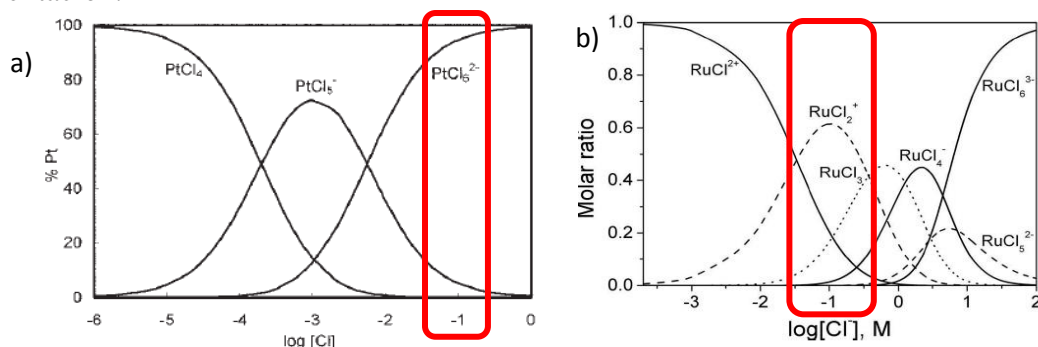 a)
100
80
60
40
20
0
% Pt
PtCl₄
PtCl₅⁻
PtCl₆²⁻
-6 -5 -4 -3 -2 -1 0
log [Cl]
b)
1.0
0.8
0.6
0.4
0.2
0.0
Molar ratio
RuCl²⁺
RuCl₂⁺
RuCl₃
RuCl₄⁻
RuCl₆³⁻
RuCl₅²⁻
-3 -2 -1 0 1 2
log[Cl⁻], M